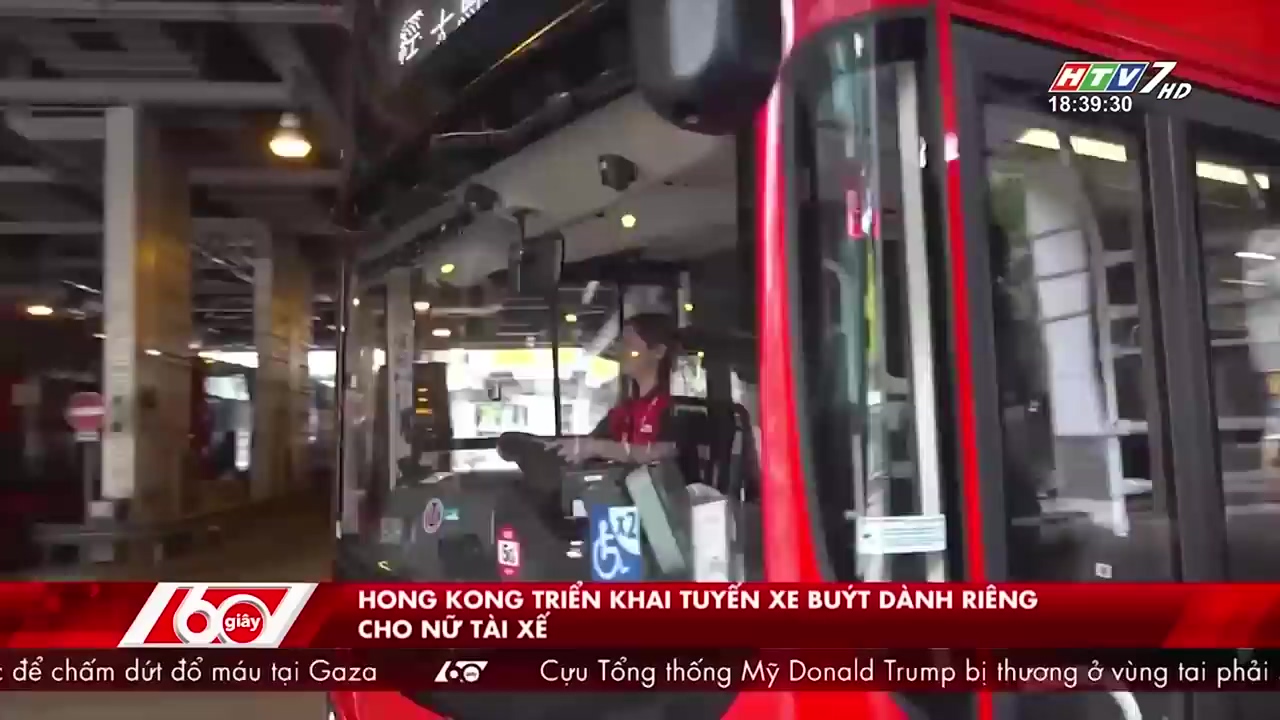 HTV7 HD
18:39:30
5G
60 giây
HONG KONG TRIỂN KHAI TUYẾN XE BUÝT DÀNH RIÊNG
CHO NỮ TÀI XẾ
để chấm dứt đổ máu tại Gaza
60
Cựu Tổng thống Mỹ Donald Trump bị thương ở vùng tai phải